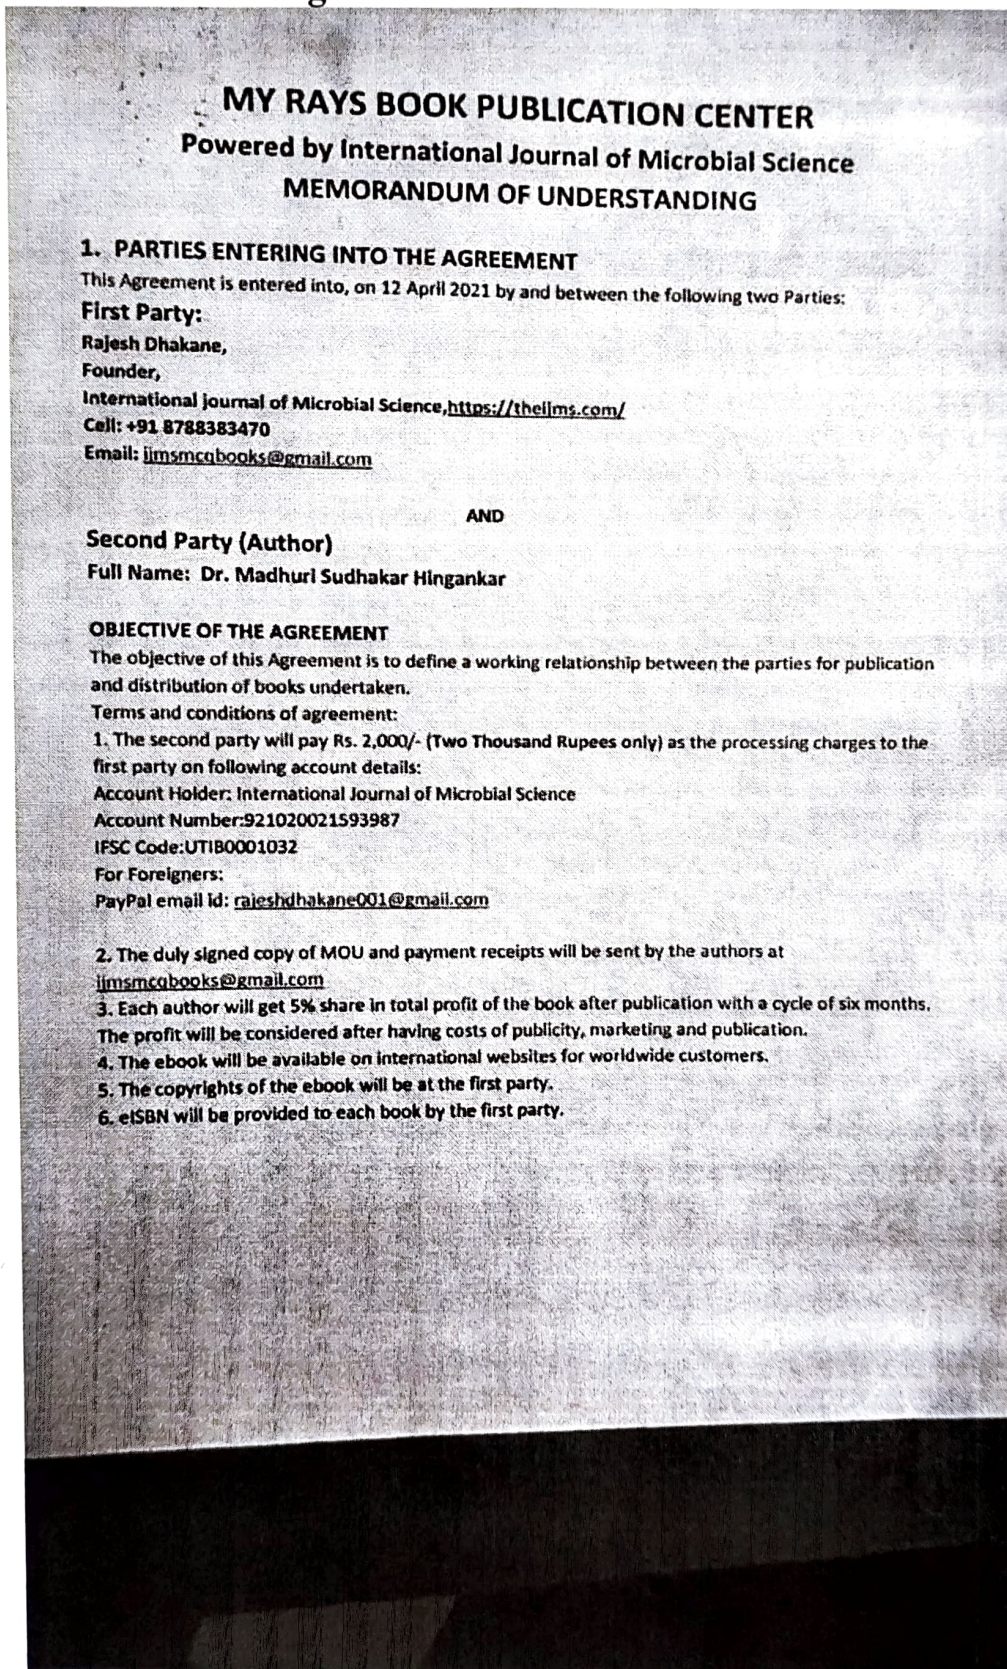 MY RAYS BOOK PUBLICATION CENTER
Powered by International Journal of Microbial Science
MEMORANDUM OF UNDERSTANDING
1. PARTIES ENTERING INTO THE AGREEMENT
This Agreement is entered into, on 12 April 2021 by and between the following two Parties:
First Party:
Rajesh Dhakane,
Founder,
International journal of Microbial Science,https://theijms.com/
Cell: +91 8788383470
Email: ijmsmcqbooks@gmail.com
AND
Second Party (Author)
Full Name: Dr. Madhuri Sudhakar Hingankar
OBJECTIVE OF THE AGREEMENT
The objective of this Agreement is to define a working relationship between the parties for publication
and distribution of books undertaken.
Terms and conditions of agreement:
1. The second party will pay Rs. 2,000/- (Two Thousand Rupees only) as the processing charges to the
first party on following account details:
Account Holder: International Journal of Microbial Science
Account Number:921020021593987
IFSC Code:UTIB0001032
For Foreigners:
PayPal email id: rajeshdhakane001@gmail.com
2. The duly signed copy of MOU and payment receipts will be sent by the authors at
ijmsmcqbooks@gmail.com
3. Each author will get 5% share in total profit of the book after publication with a cycle of six months.
The profit will be considered after having costs of publicity, marketing and publication.
4. The ebook will be available on international websites for worldwide customers.
5. The copyrights of the ebook will be at the first party.
6. eISBN will be provided to each book by the first party.